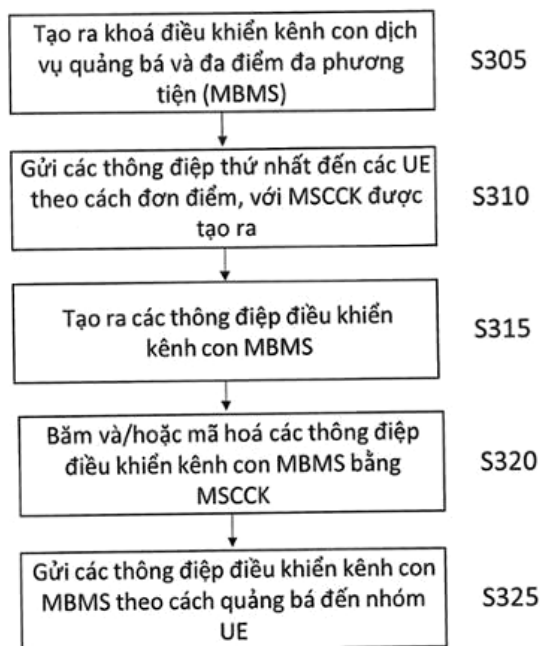 Tạo ra khoá điều khiển kênh con dịch
vụ quảng bá và đa điểm đa phương
tiện (MBMS)
S305
Gửi các thông điệp thứ nhất đến các UE
theo cách đơn điểm, với MSCCK được
tạo ra
S310
Tạo ra các thông điệp điều khiển
kênh con MBMS
S315
Băm và/hoặc mã hoá các thông điệp
điều khiển kênh con MBMS bằng
MSCCK
S320
Gửi các thông điệp điều khiển kênh con
MBMS theo cách quảng bá đến nhóm
UE
S325